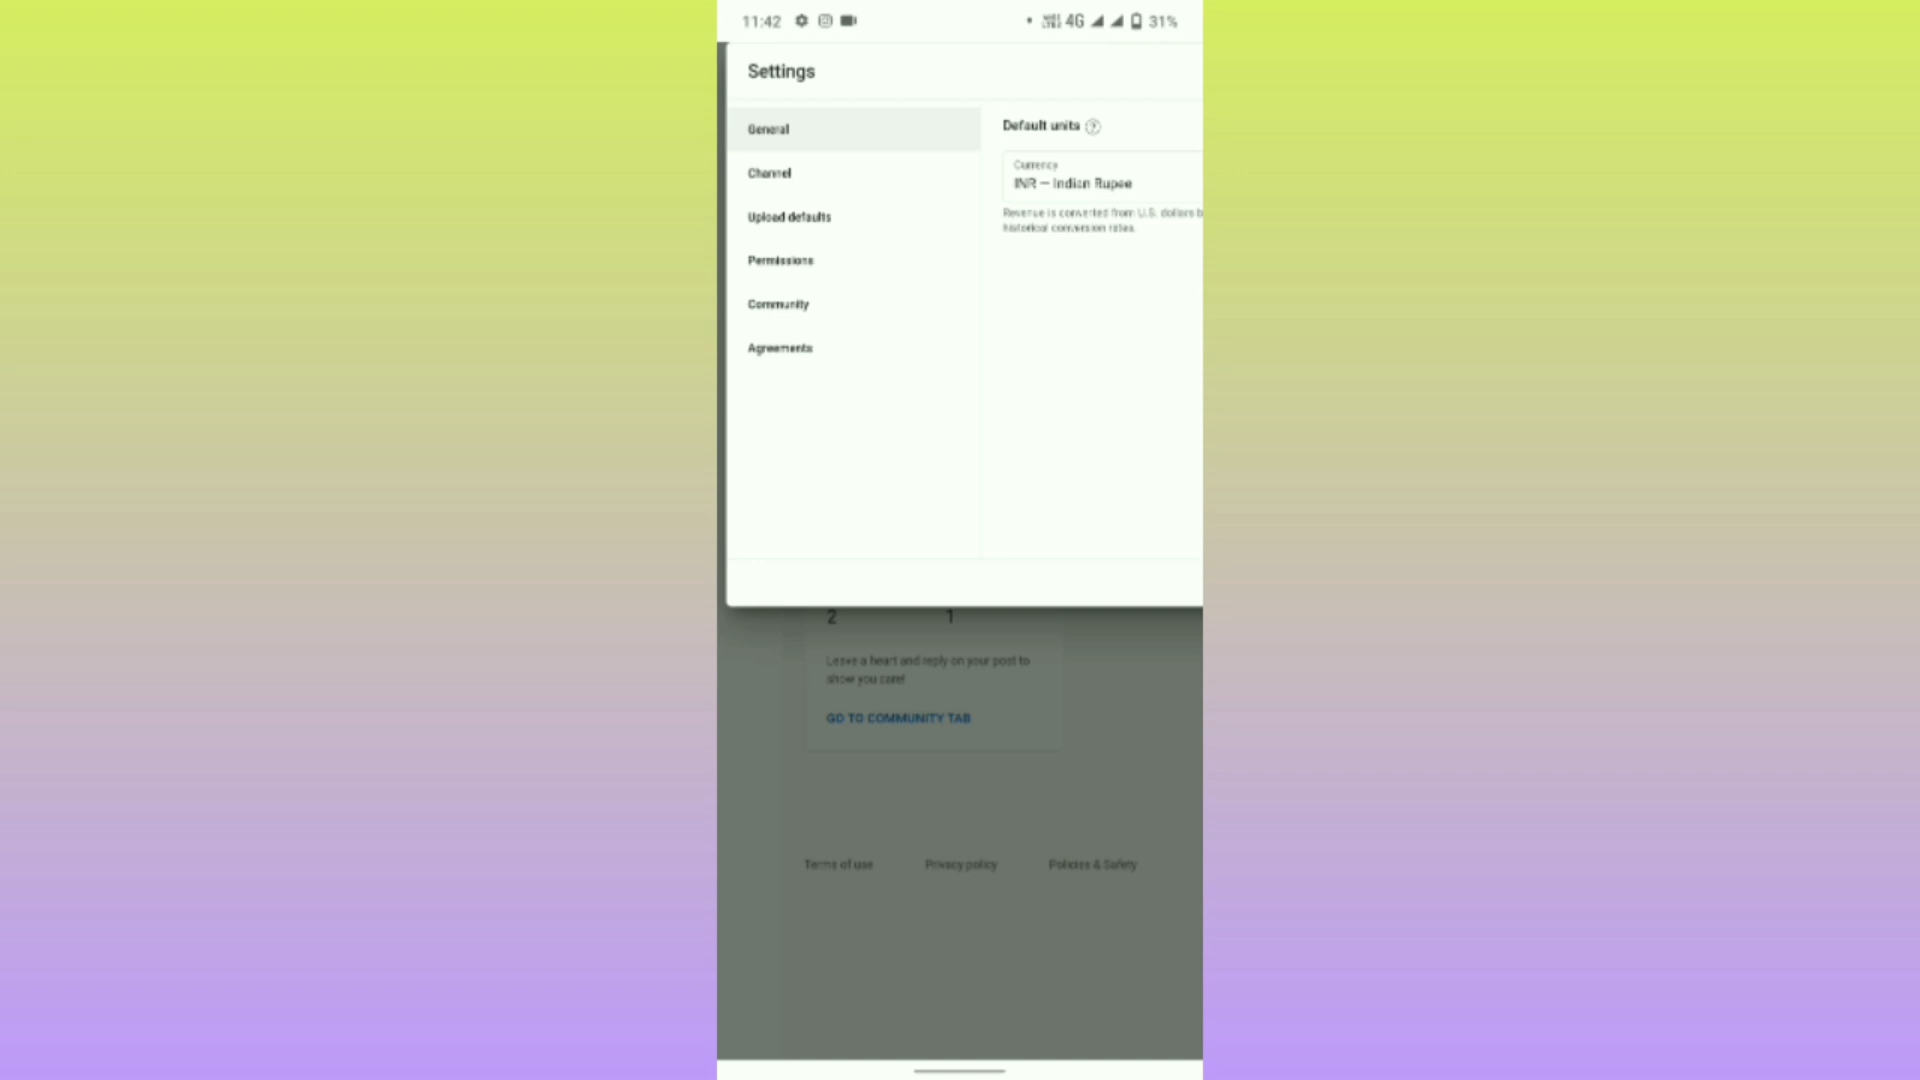 11:42 4G 31%
Settings
General
Channel
Upload defaults
Permissions
Community
Agreements
Default units ?
Currency
INR — Indian Rupee
Revenue is converted from U.S. dollars b
historical conversion rates.
2 1
Leave a heart and reply on your post to
show you care!
GO TO COMMUNITY TAB
Terms of use Privacy policy Policies & Safety